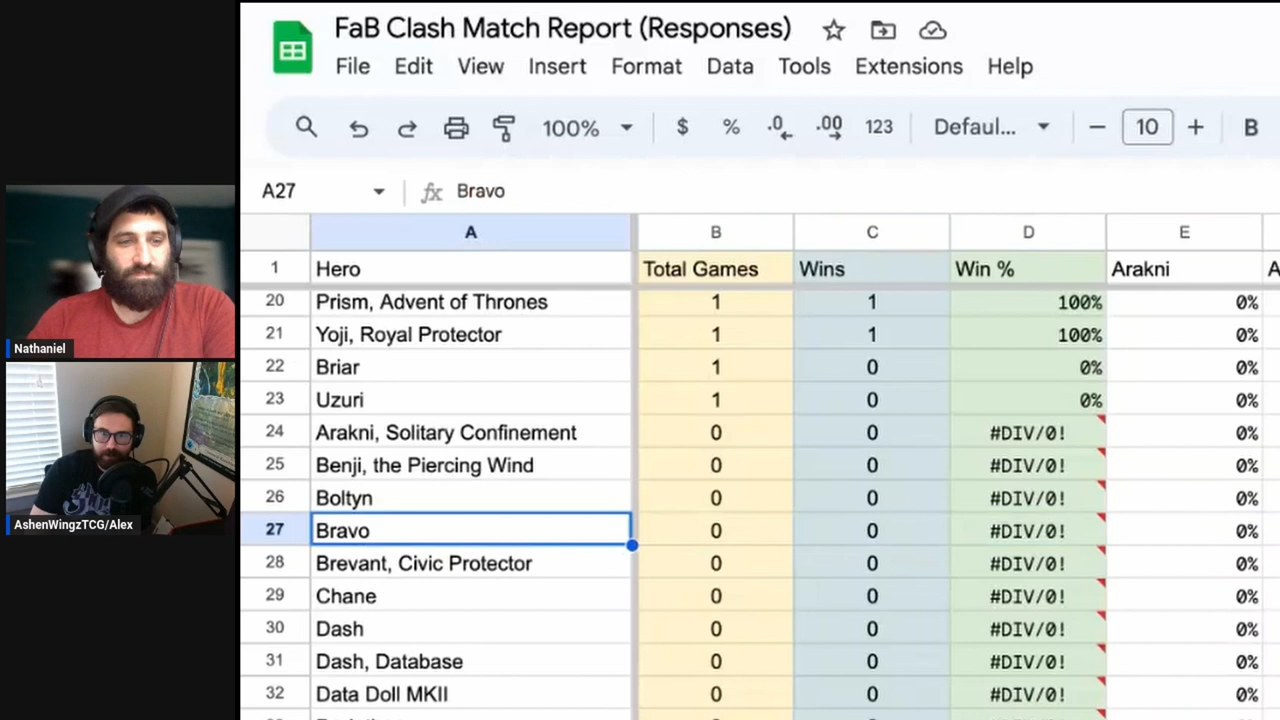 FaB Clash Match Report (Responses)
File Edit View Insert Format Data Tools Extensions Help
100% $ % .0 .00 123 Defaul... − 10 + B
A27 fx Bravo
A B C D E
1 Hero Total Games Wins Win % Arakni A
20 Prism, Advent of Thrones 1 1 100% 0%
21 Yoji, Royal Protector 1 1 100% 0%
22 Briar 1 0 0% 0%
23 Uzuri 1 0 0% 0%
24 Arakni, Solitary Confinement 0 0 #DIV/0! 0%
25 Benji, the Piercing Wind 0 0 #DIV/0! 0%
26 Boltyn 0 0 #DIV/0! 0%
27 Bravo 0 0 #DIV/0! 0%
28 Brevant, Civic Protector 0 0 #DIV/0! 0%
29 Chane 0 0 #DIV/0! 0%
30 Dash 0 0 #DIV/0! 0%
31 Dash, Database 0 0 #DIV/0! 0%
32 Data Doll MKII 0 0 #DIV/0! 0%
Nathaniel
AshenWingzTCG/Alex